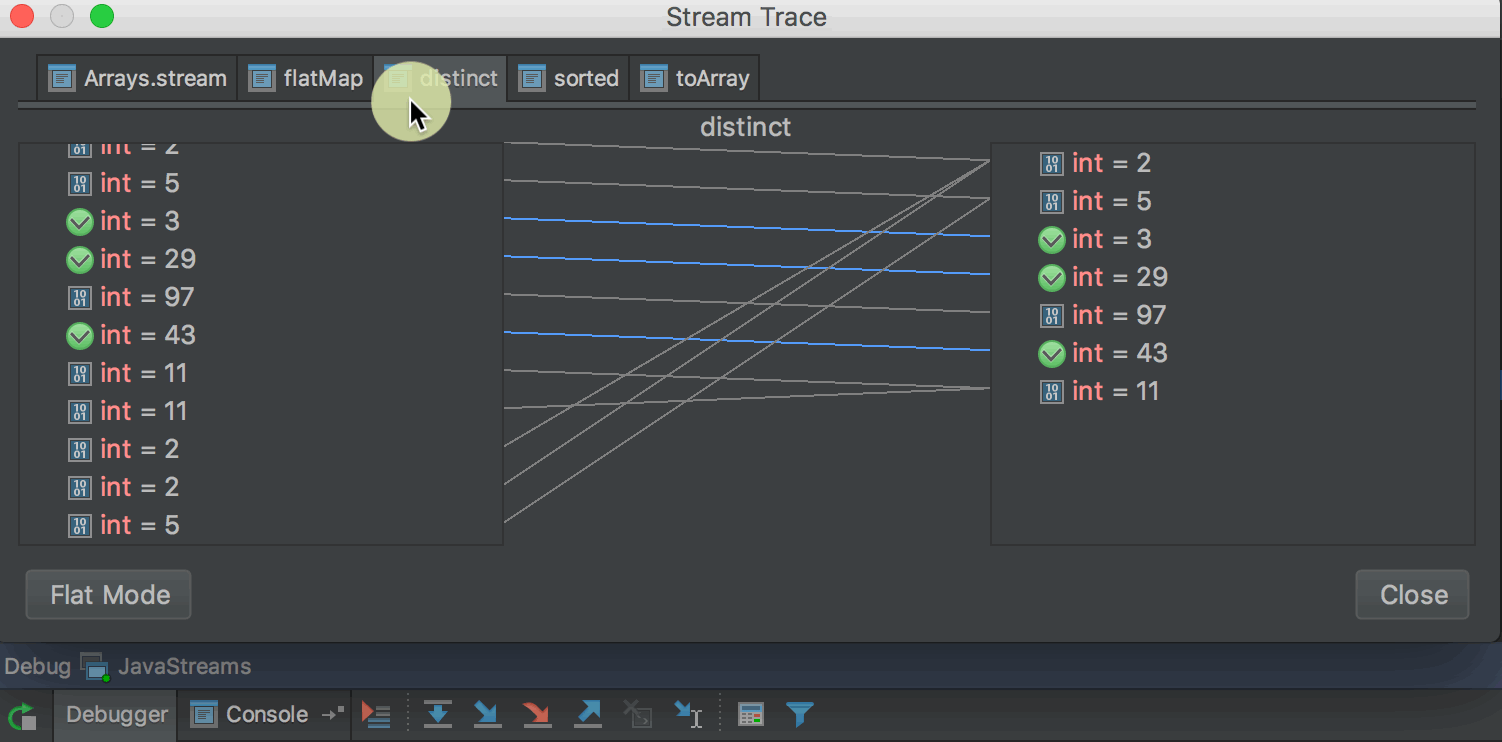 Stream Trace
Arrays.stream flatMap distinct sorted toArray
distinct
int = 2
int = 5
int = 3
int = 29
int = 97
int = 43
int = 11
int = 11
int = 2
int = 2
int = 5
int = 2
int = 5
int = 3
int = 29
int = 97
int = 43
int = 11
Flat Mode
Close
Debug JavaStreams
Debugger Console